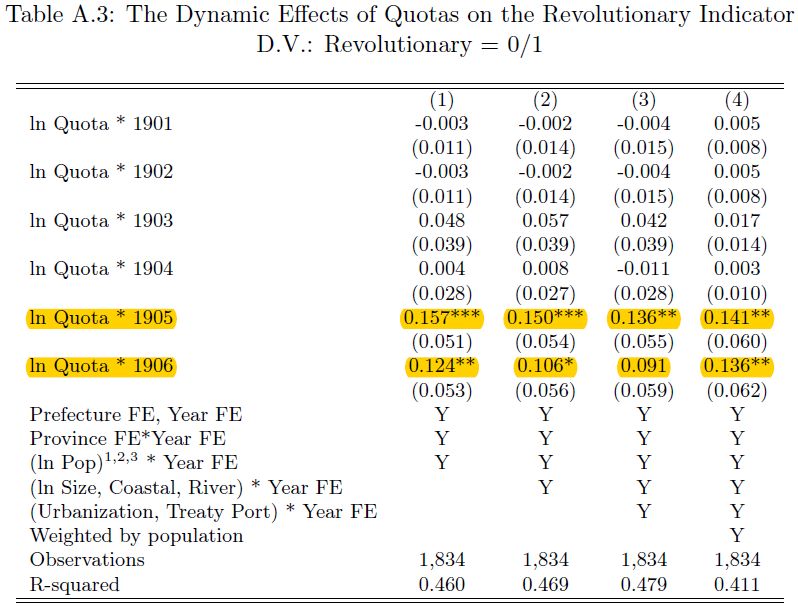 Table A.3: The Dynamic Effects of Quotas on the Revolutionary Indicator
D.V.: Revolutionary = 0/1
(1) (2) (3) (4)
ln Quota * 1901 -0.003 -0.002 -0.004 0.005
(0.011) (0.014) (0.015) (0.008)
ln Quota * 1902 -0.003 -0.002 -0.004 0.005
(0.011) (0.014) (0.015) (0.008)
ln Quota * 1903 0.048 0.057 0.042 0.017
(0.039) (0.039) (0.039) (0.014)
ln Quota * 1904 0.004 0.008 -0.011 0.003
(0.028) (0.027) (0.028) (0.010)
ln Quota * 1905 0.157*** 0.150*** 0.136** 0.141**
(0.051) (0.054) (0.055) (0.060)
ln Quota * 1906 0.124** 0.106* 0.091 0.136**
(0.053) (0.056) (0.059) (0.062)
Prefecture FE, Year FE Y Y Y Y
Province FE*Year FE Y Y Y Y
(ln Pop)1,2,3 * Year FE Y Y Y Y
(ln Size, Coastal, River) * Year FE Y Y Y
(Urbanization, Treaty Port) * Year FE Y Y
Weighted by population Y
Observations 1,834 1,834 1,834 1,834
R-squared 0.460 0.469 0.479 0.411